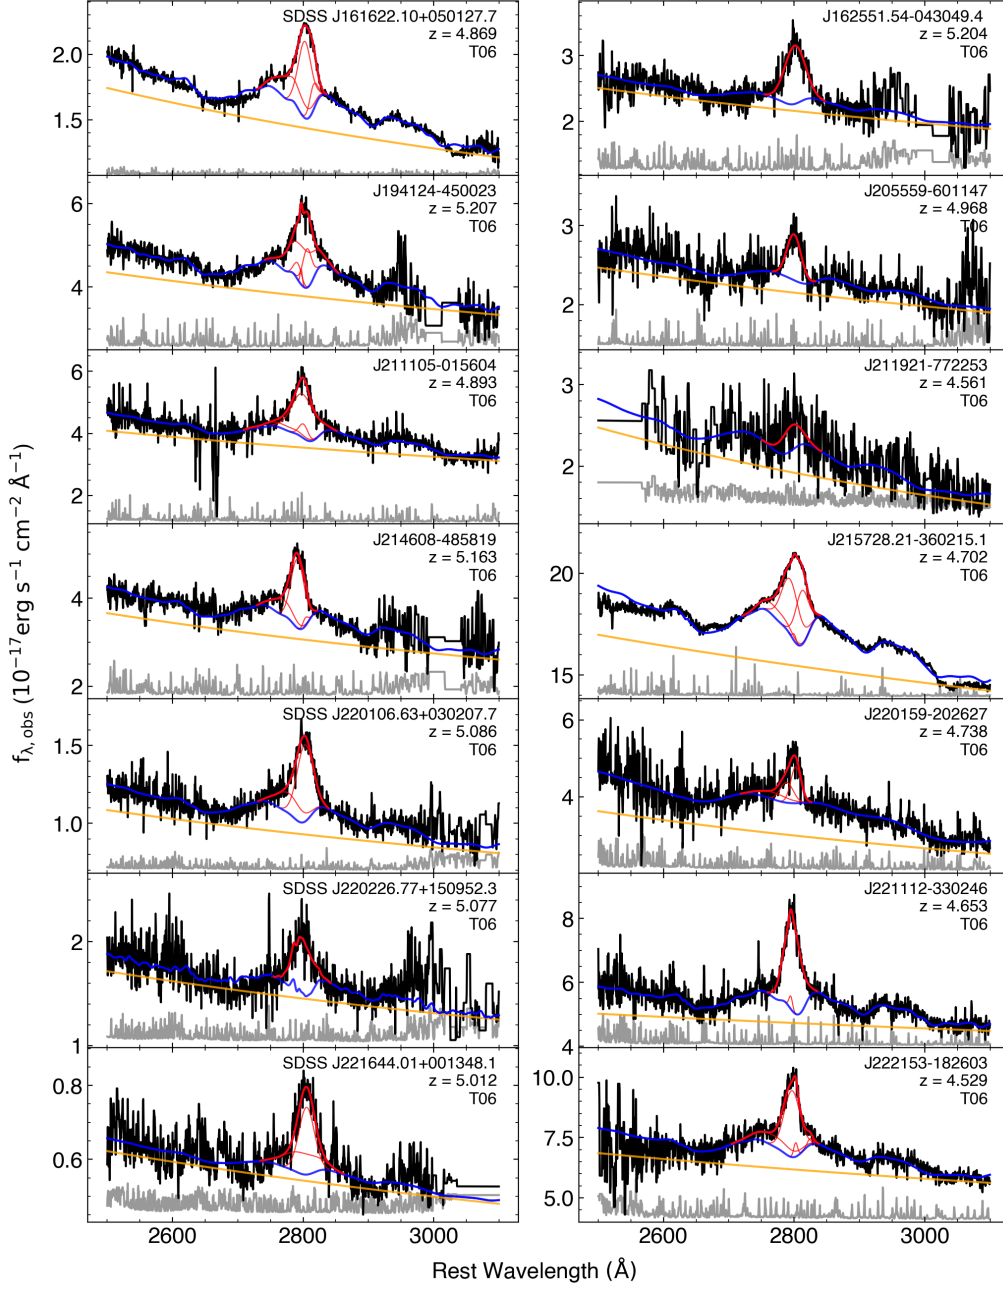 SDSS J161622.10+050127.7
z = 4.869
T06
2.0
1.5
J162551.54-043049.4
z = 5.204
T06
3
2
J194124-450023
z = 5.207
T06
6
4
J205559-601147
z = 4.968
T06
3
2
J211105-015604
z = 4.893
T06
6
4
2
J211921-772253
z = 4.561
T06
3
2
J214608-485819
z = 5.163
T06
4
2
J215728.21-360215.1
z = 4.702
T06
20
15
SDSS J220106.63+030207.7
z = 5.086
T06
1.5
1.0
J220159-202627
z = 4.738
T06
6
4
SDSS J220226.77+150952.3
z = 5.077
T06
2
1
J221112-330246
z = 4.653
T06
8
6
4
SDSS J221644.01+001348.1
z = 5.012
T06
0.8
0.6
J222153-182603
z = 4.529
T06
10.0
7.5
5.0
2600 2800 3000
2600 2800 3000
fλ, obs (10⁻¹⁷erg s⁻¹ cm⁻² Å⁻¹)
Rest Wavelength (Å)